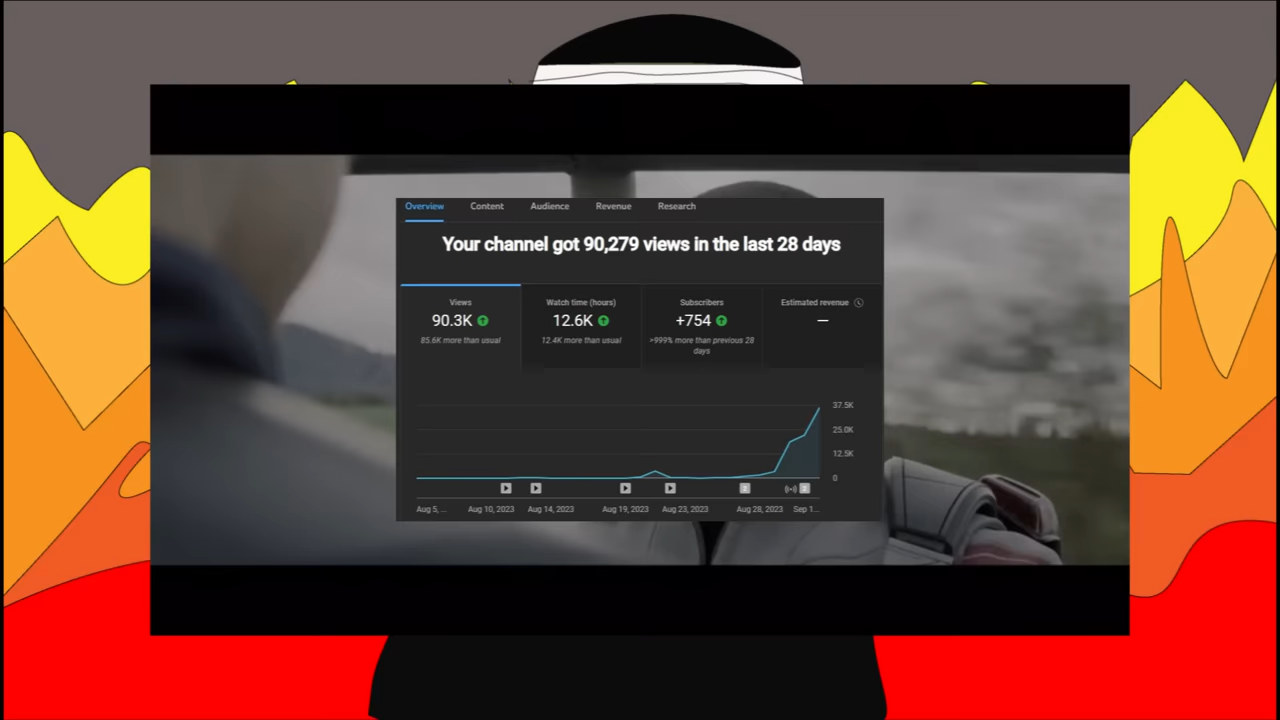 Overview Content Audience Revenue Research
Your channel got 90,279 views in the last 28 days
Views Watch time (hours) Subscribers Estimated revenue
90.3K 12.6K +754 —
85.6K more than usual 12.4K more than usual >999% more than previous 28 days
37.5K
25.0K
12.5K
0
2 2
Aug 5, ... Aug 10, 2023 Aug 14, 2023 Aug 19, 2023 Aug 23, 2023 Aug 28, 2023 Sep 1...